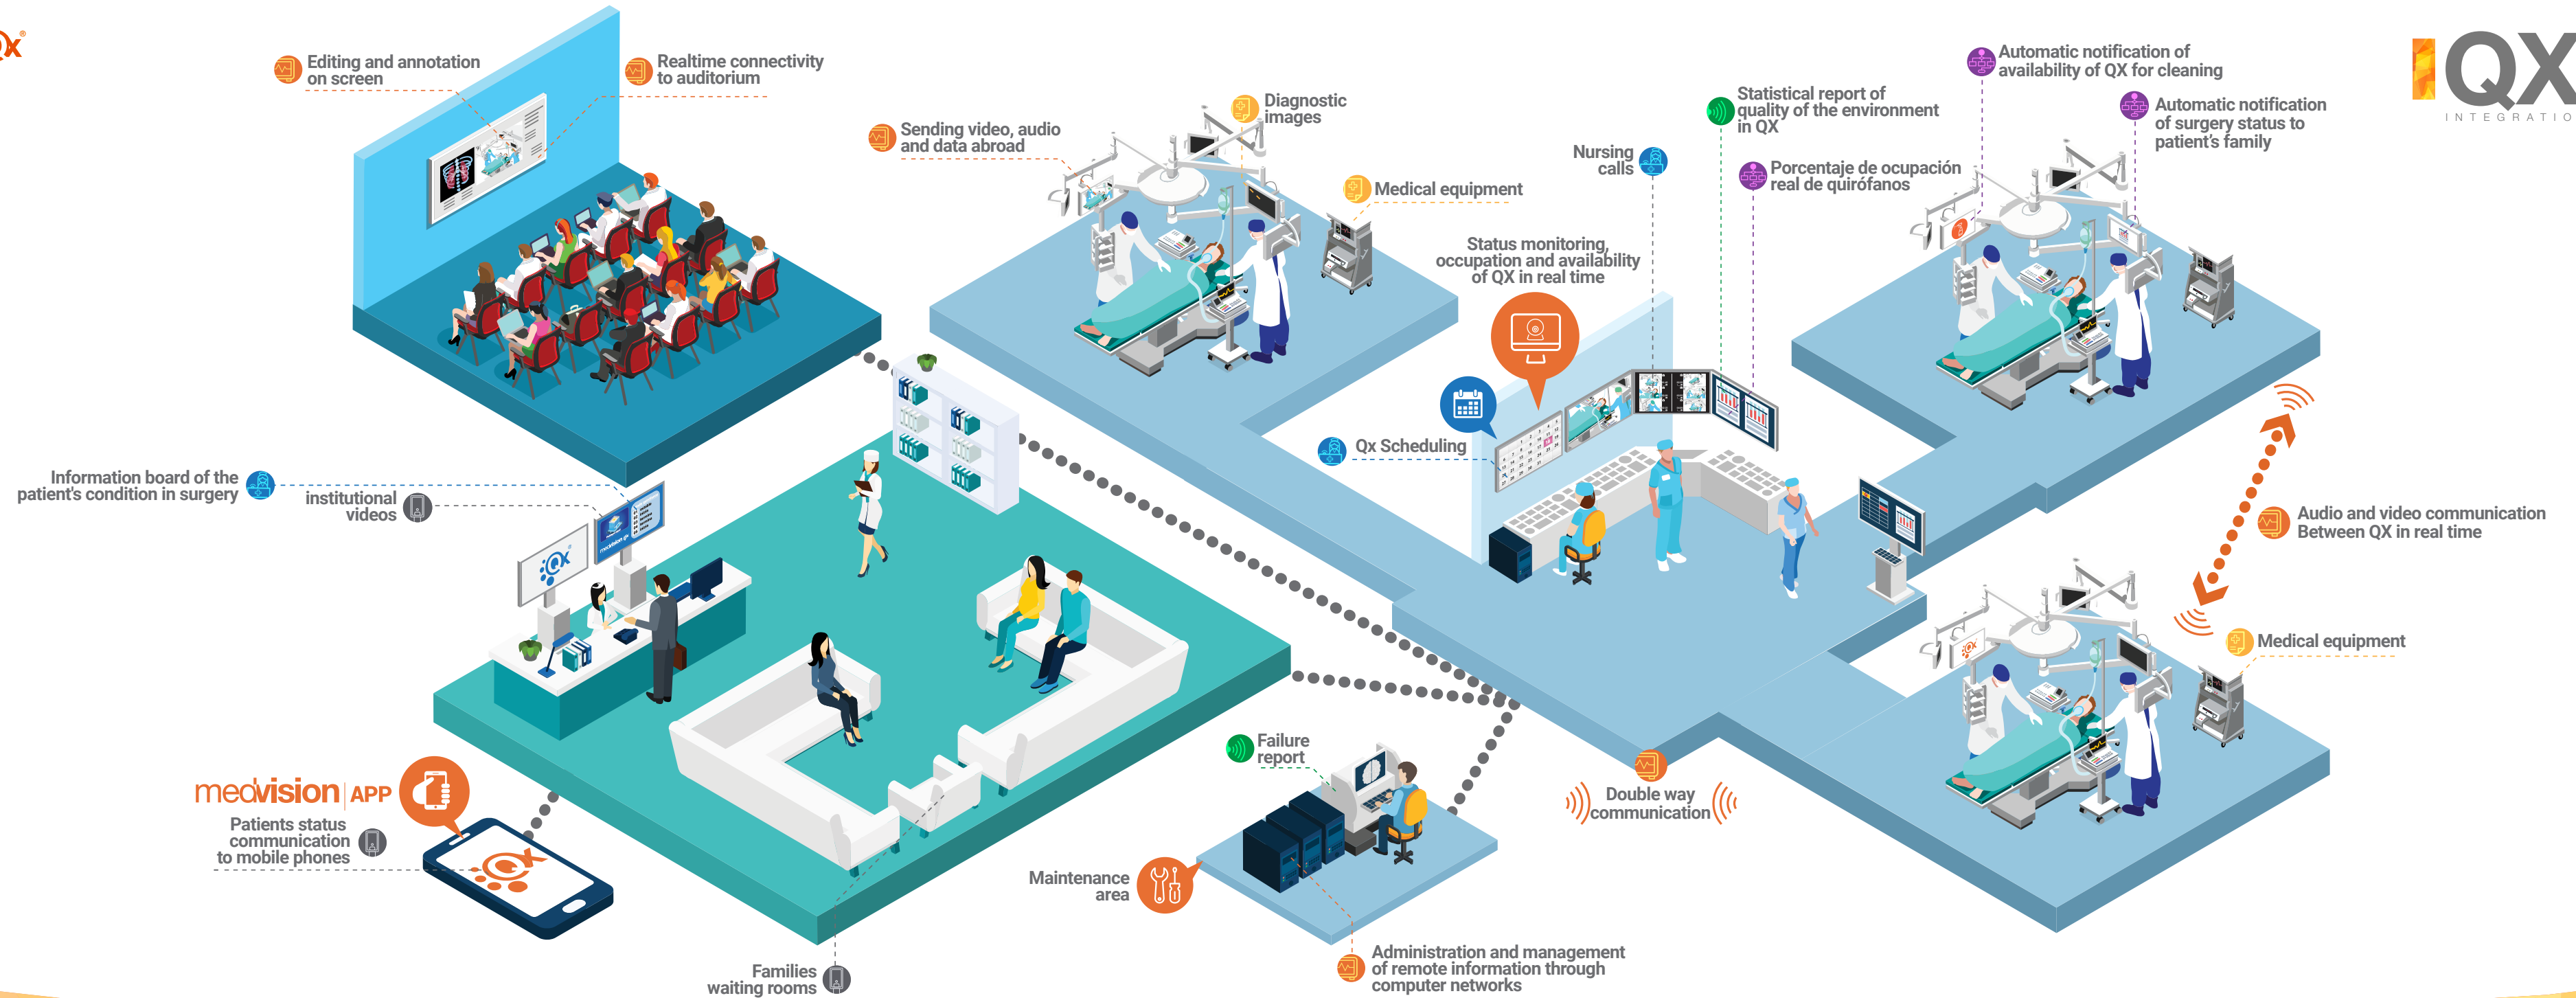 Qx®
Editing and annotation
on screen
Realtime connectivity
to auditorium
Sending video, audio
and data abroad
Diagnostic
images
Medical equipment
Nursing
calls
Statistical report of
quality of the environment
in QX
Porcentaje de ocupación
real de quirófanos
Automatic notification of
availability of QX for cleaning
Automatic notification
of surgery status to
patient's family
IQX
INTEGRATIO
Status monitoring,
occupation and availability
of QX in real time
Qx Scheduling
Information board of the
patient's condition in surgery
institutional
videos
Qx
Audio and video communication
Between QX in real time
Medical equipment
medvision | APP
Patients status
communication
to mobile phones
Qx
Failure
report
Double way
communication
Maintenance
area
Administration and management
of remote information through
computer networks
Families
waiting rooms